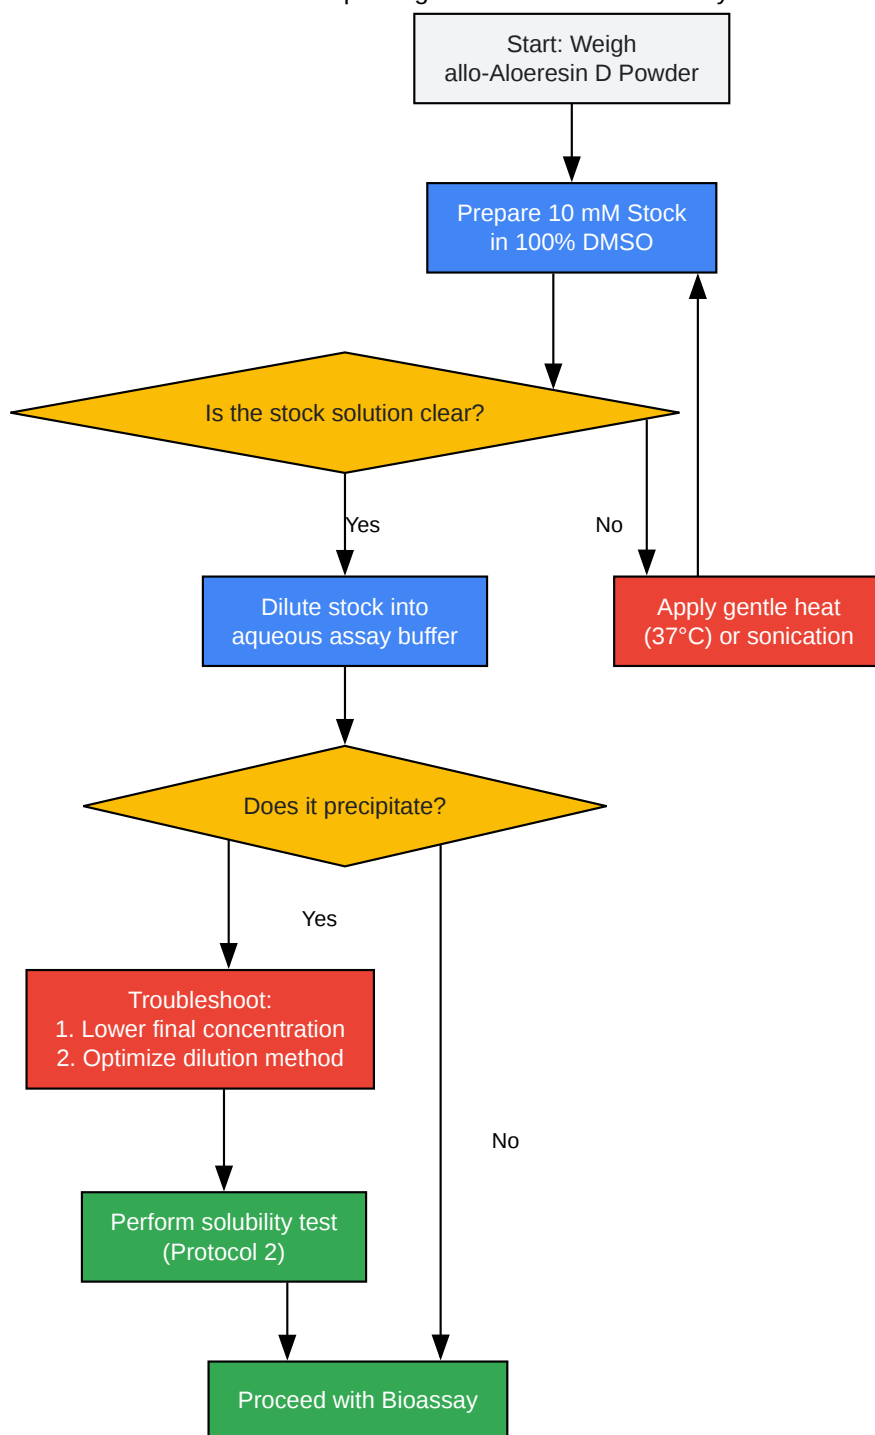 Start: Weigh
allo-Aloeresin D Powder
Prepare 10 mM Stock
in 100% DMSO
Is the stock solution clear?
Yes
No
Dilute stock into
aqueous assay buffer
Apply gentle heat
(37°C) or sonication
Does it precipitate?
Yes
Troubleshoot:
1. Lower final concentration
2. Optimize dilution method
No
Perform solubility test
(Protocol 2)
Proceed with Bioassay